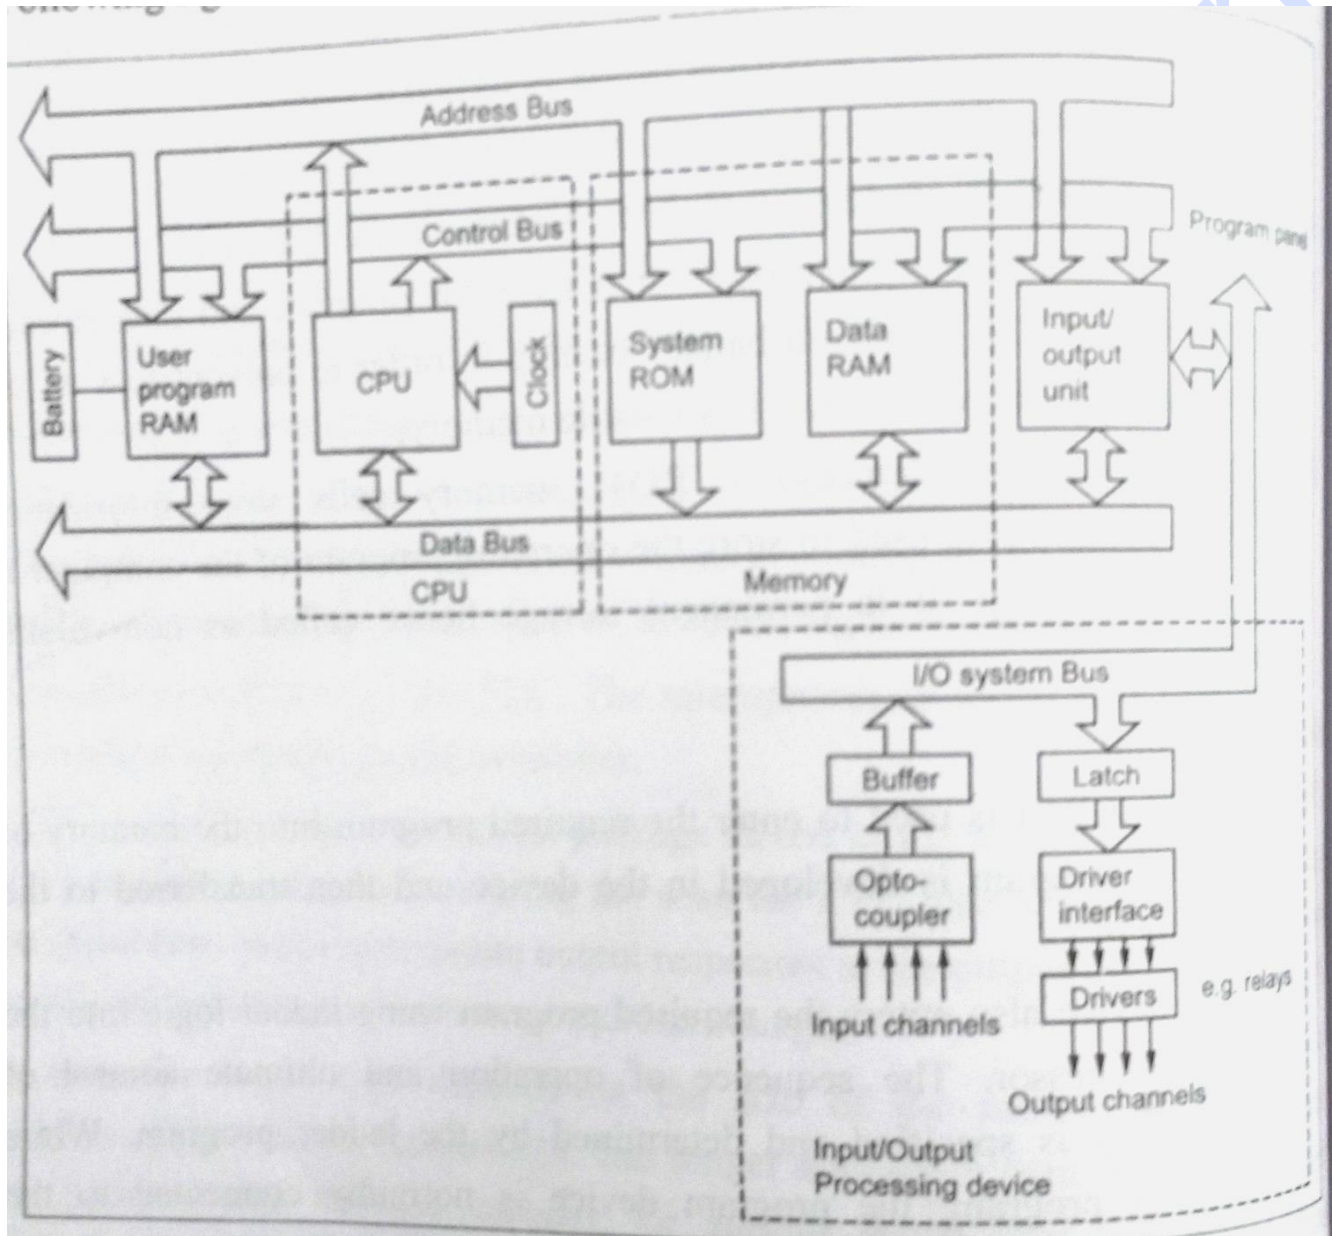 Address Bus
Control Bus
Program panel
Battery
User
program
RAM
CPU
Clock
System
ROM
Data
RAM
Input/
output
unit
Data Bus
CPU
Memory
I/O system Bus
Buffer
Latch
Opto-
coupler
Driver
interface
Drivers
e.g. relays
Input channels
Output channels
Input/Output
Processing device